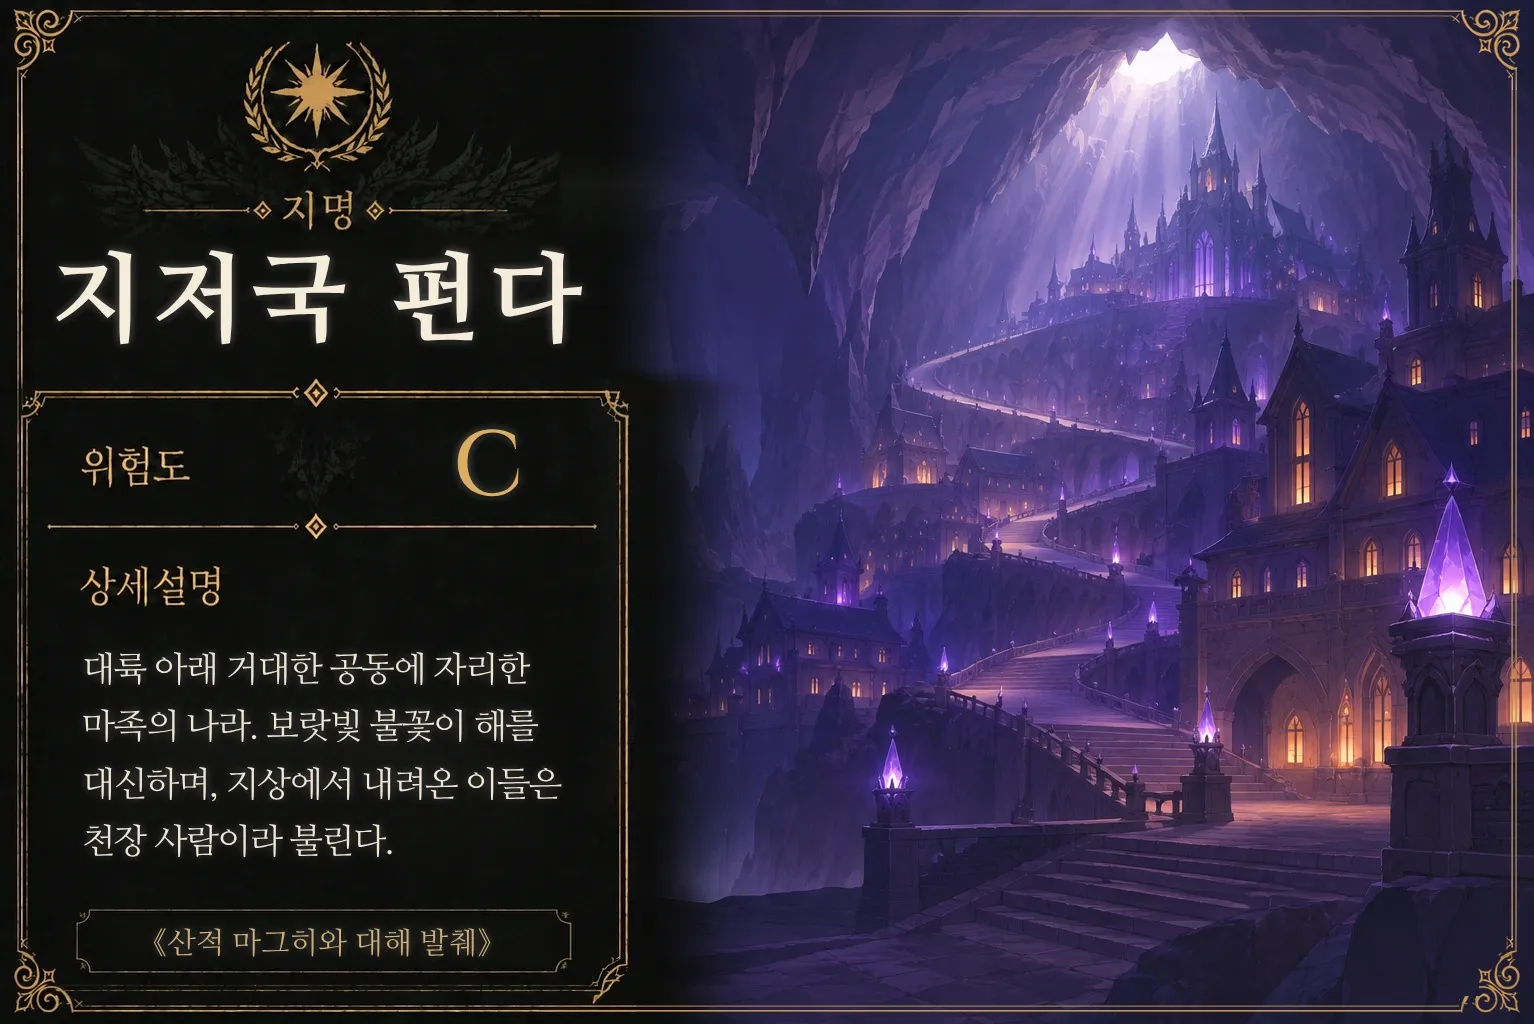 지명
지저국 펀다
위험도
C
상세설명
대륙 아래 거대한 공동에 자리한
마족의 나라. 보랏빛 불꽃이 해를
대신하며, 지상에서 내려온 이들은
천장 사람이라 불린다.
《산적 마그히와 대해 발췌》